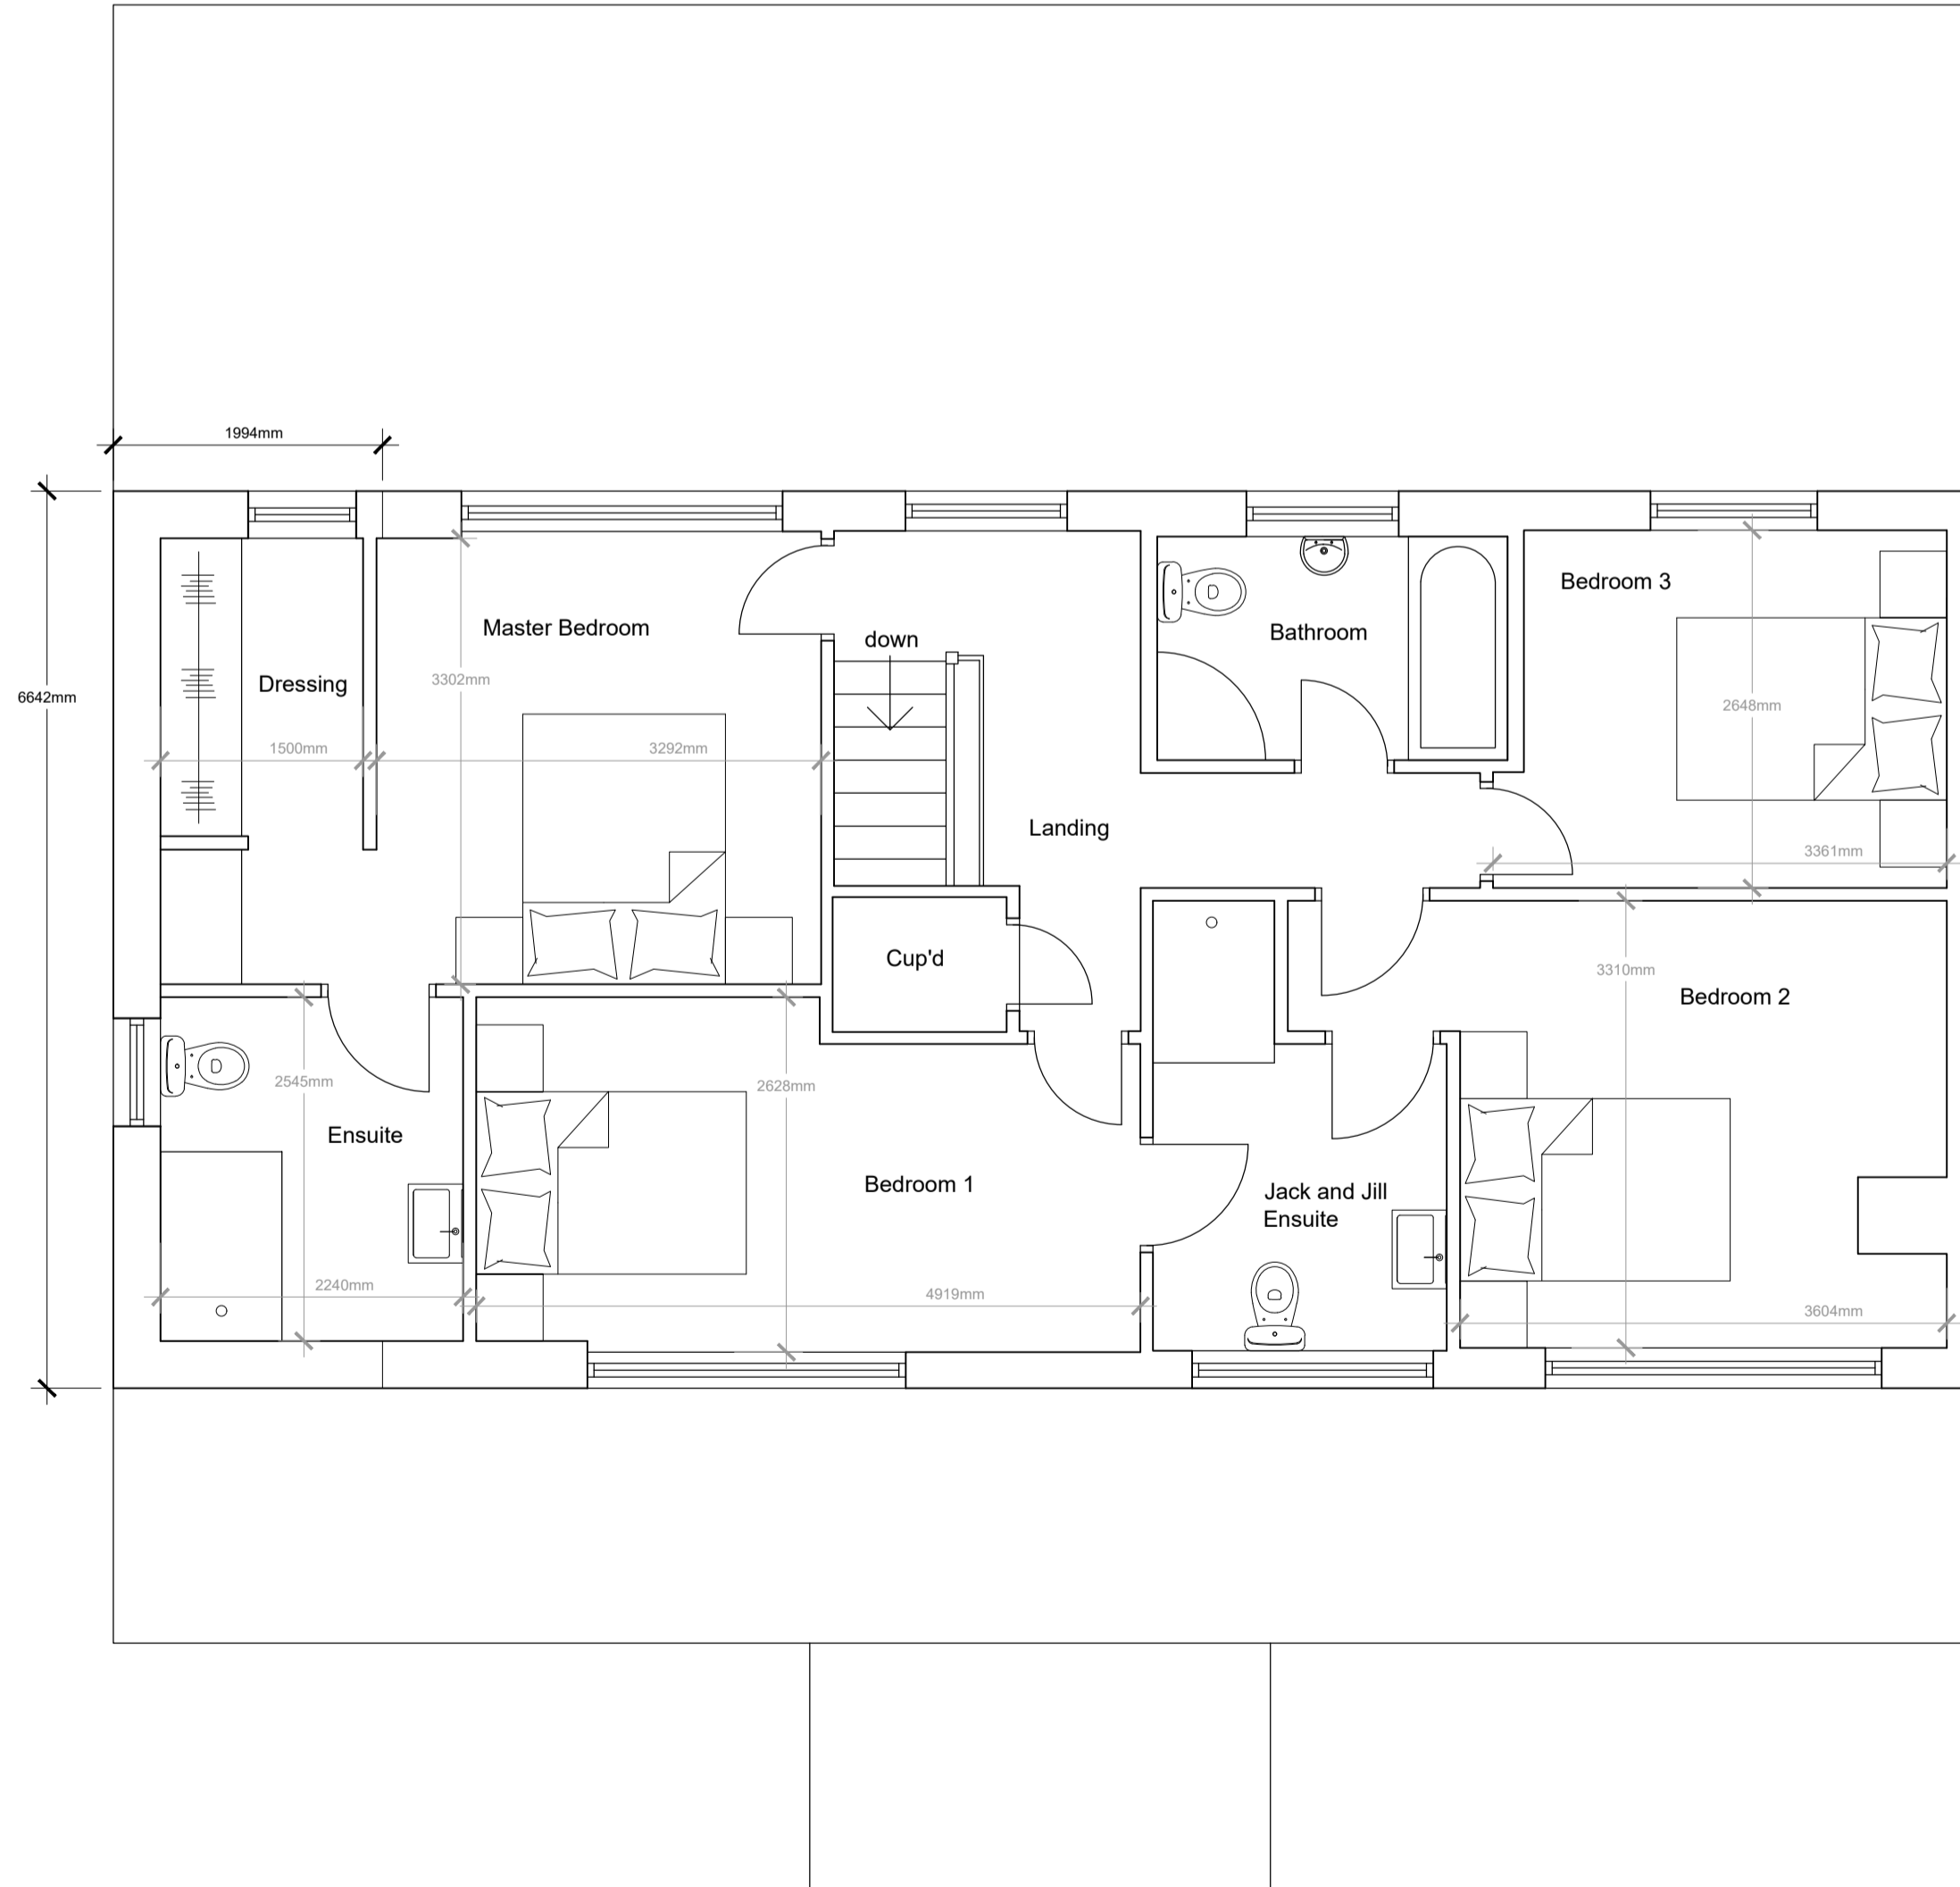 1994mm
6642mm
Bedroom 3
Master Bedroom
Bathroom
down
3302mm
Dressing
2648mm
1500mm
3292mm
Landing
3361mm
Cup'd
3310mm
Bedroom 2
2545mm
2628mm
Ensuite
Bedroom 1
Jack and Jill
Ensuite
2240mm
4919mm
3604mm